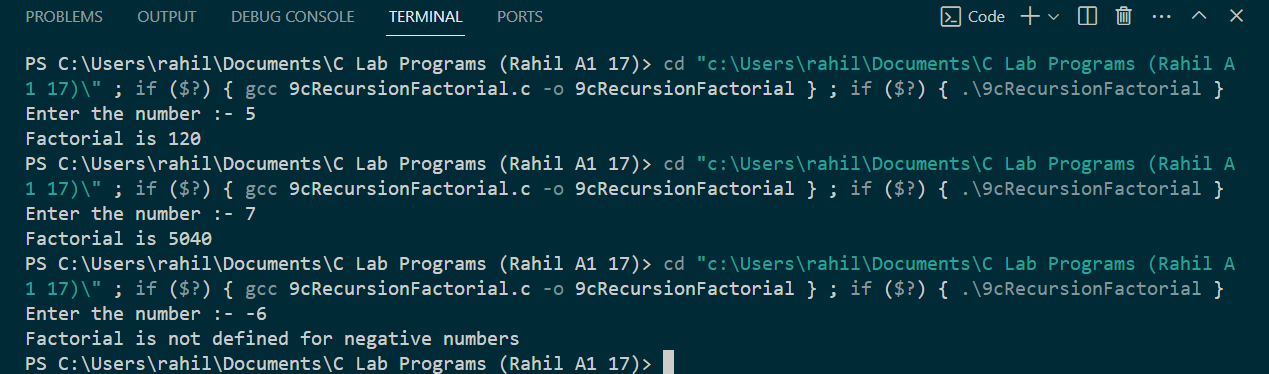 PROBLEMS OUTPUT DEBUG CONSOLE TERMINAL PORTS Code
PS C:\Users\rahil\Documents\C Lab Programs (Rahil A1 17)> cd "c:\Users\rahil\Documents\C Lab Programs (Rahil A
1 17)\" ; if ($?) { gcc 9cRecursionFactorial.c -o 9cRecursionFactorial } ; if ($?) { .\9cRecursionFactorial }
Enter the number :- 5
Factorial is 120
PS C:\Users\rahil\Documents\C Lab Programs (Rahil A1 17)> cd "c:\Users\rahil\Documents\C Lab Programs (Rahil A
1 17)\" ; if ($?) { gcc 9cRecursionFactorial.c -o 9cRecursionFactorial } ; if ($?) { .\9cRecursionFactorial }
Enter the number :- 7
Factorial is 5040
PS C:\Users\rahil\Documents\C Lab Programs (Rahil A1 17)> cd "c:\Users\rahil\Documents\C Lab Programs (Rahil A
1 17)\" ; if ($?) { gcc 9cRecursionFactorial.c -o 9cRecursionFactorial } ; if ($?) { .\9cRecursionFactorial }
Enter the number :- -6
Factorial is not defined for negative numbers
PS C:\Users\rahil\Documents\C Lab Programs (Rahil A1 17)>